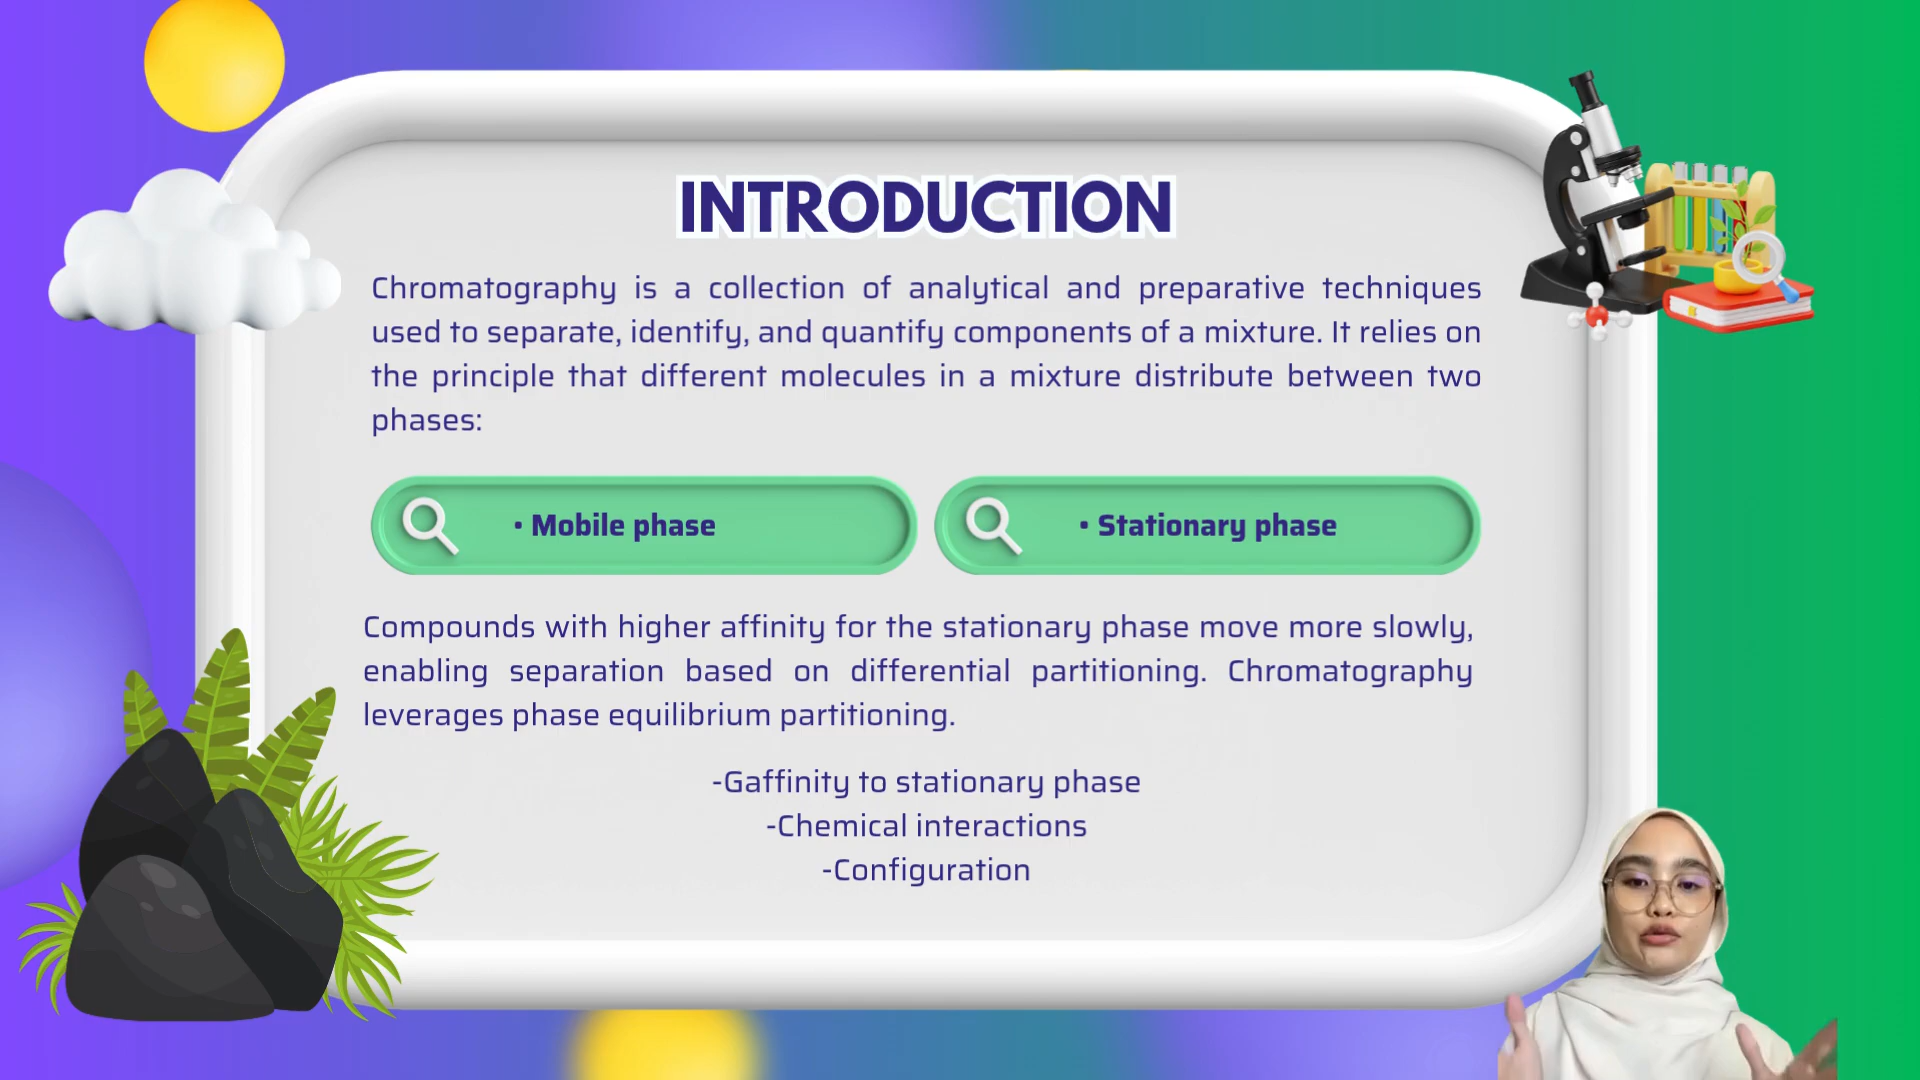 INTRODUCTION
Chromatography is a collection of analytical and preparative techniques
used to separate, identify, and quantify components of a mixture. It relies on
the principle that different molecules in a mixture distribute between two
phases:
• Mobile phase
• Stationary phase
Compounds with higher affinity for the stationary phase move more slowly,
enabling separation based on differential partitioning. Chromatography
leverages phase equilibrium partitioning.
-Gaffinity to stationary phase
-Chemical interactions
-Configuration